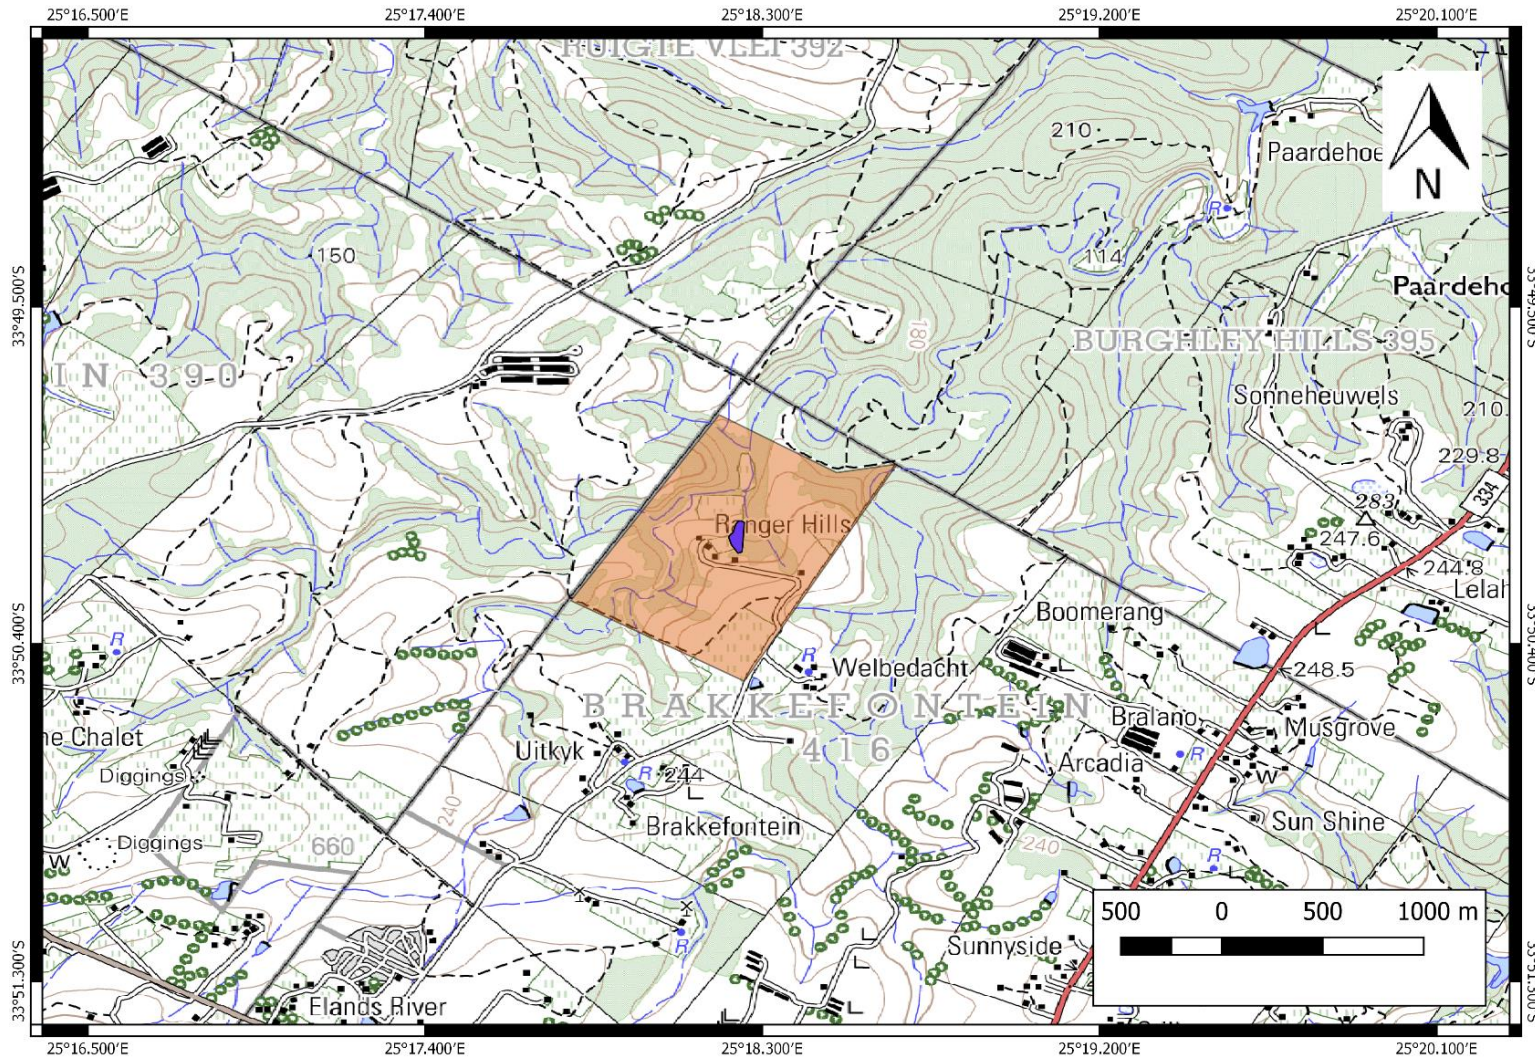 25°16.500′E 25°17.400′E 25°18.300′E 25°19.200′E 25°20.100′E
RUIGTE VLEI 392
210
Paardehoe
N
R
150
114
33°49.500′S
Paardeho
180
BURGHLEY HILLS 395
IN 390
Sonneheuwels
210
229.8
334
283
Ranger Hills
247.6
244.8
Lelah
Boomerang
33°50.400′S
R
R
Welbedacht
248.5
BRAKKEFONTEIN
416
Bralano
Musgrove
ne Chalet
Uitkyk
Arcadia
R
W
Diggings
R
244
240
Brakkefontein
Sun Shine
Diggings
660
W
240
R
500 0 500 1000 m
R
Sunnyside
33°51.300′S
Elands River
25°16.500′E 25°17.400′E 25°18.300′E 25°19.200′E 25°20.100′E